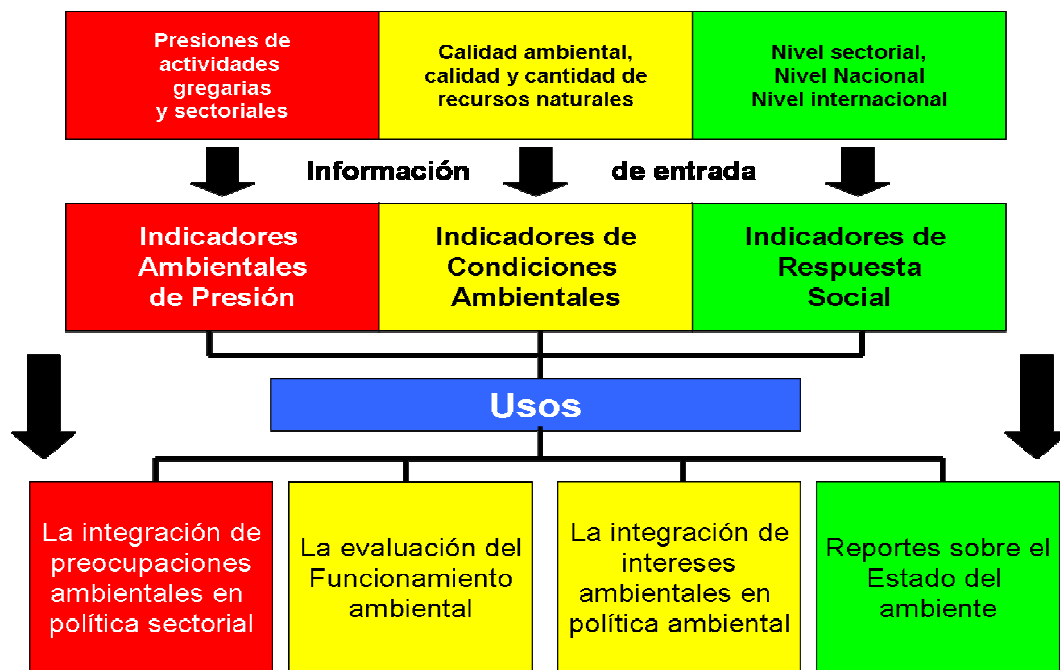 Presiones de
actividades
gregarias
y sectoriales
Calidad ambiental,
calidad y cantidad de
recursos naturales
Nivel sectorial,
Nivel Nacional
Nivel internacional
Información de entrada
Indicadores
Ambientales
de Presión
Indicadores de
Condiciones
Ambientales
Indicadores de
Respuesta
Social
Usos
La integración de
preocupaciones
ambientales en
política sectorial
La evaluación del
Funcionamiento
ambiental
La integración de
intereses
ambientales en
política ambiental
Reportes sobre el
Estado del
ambiente